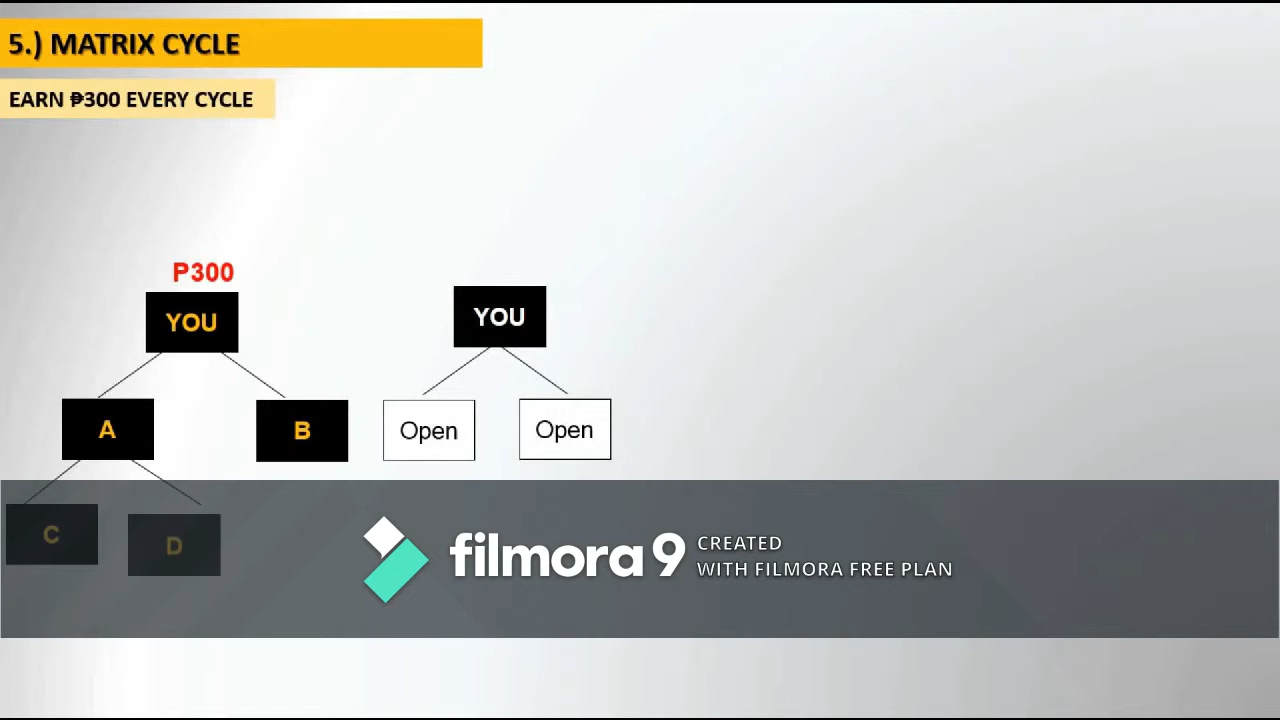 5.) MATRIX CYCLE
EARN ₱300 EVERY CYCLE
P300
YOU
YOU
A
B
Open
Open
C
D
filmora 9
CREATED
WITH FILMORA FREE PLAN